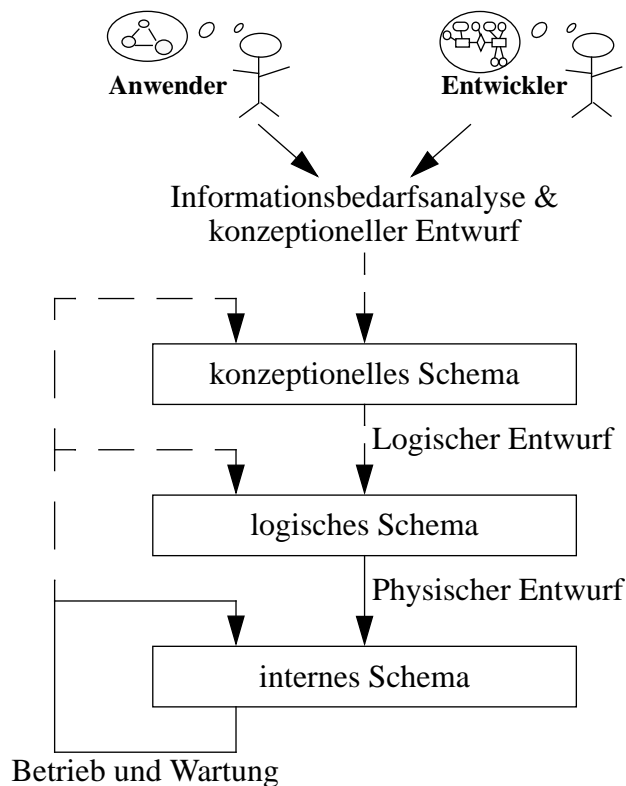 Anwender
Entwickler
Informationsbedarfsanalyse &
konzeptioneller Entwurf
konzeptionelles Schema
Logischer Entwurf
logisches Schema
Physischer Entwurf
internes Schema
Betrieb und Wartung